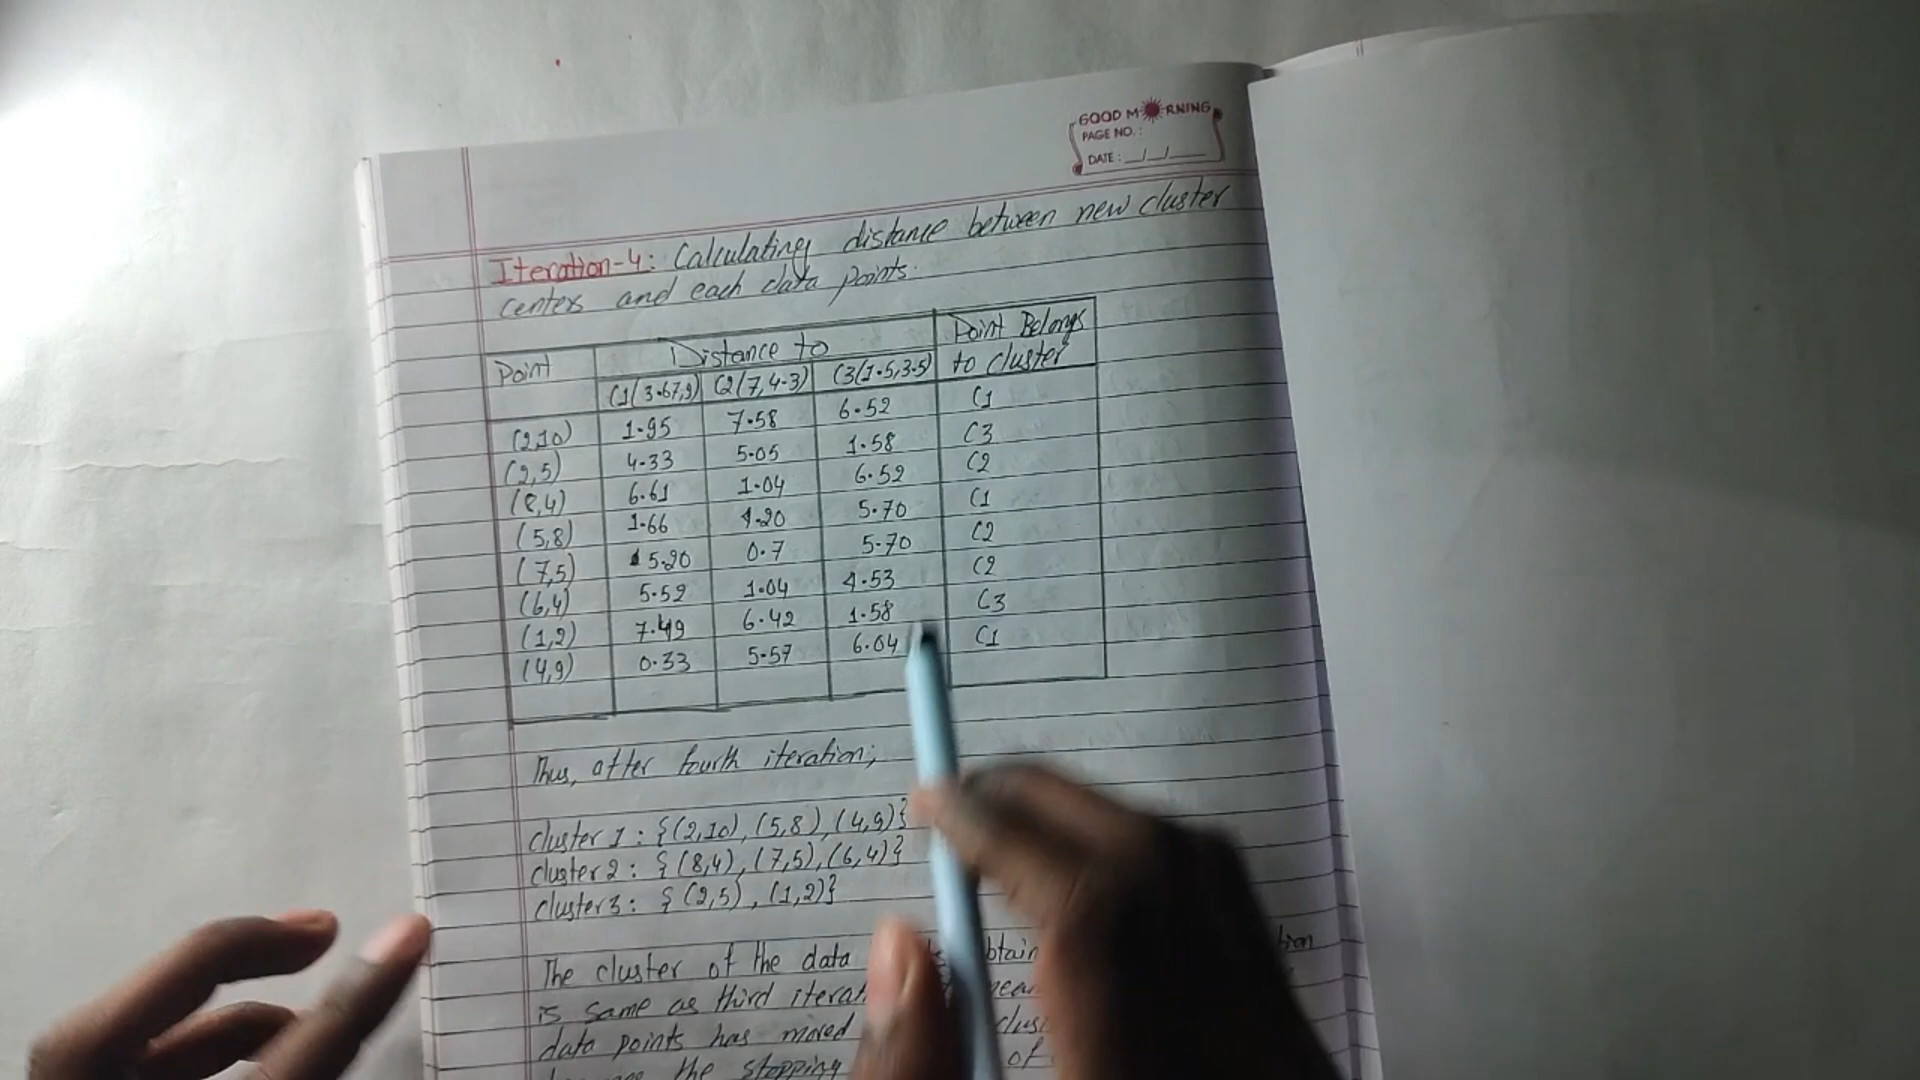 GOOD MORNING
PAGE NO.:
DATE: __/__/____
Iteration-4: Calculating distance between new cluster
centers and each data points.
Point Distance to Point Belongs to cluster
C1(3.67,9) C2(7,4.3) C3(1.5,3.5)
(2,10) 1.95 7.58 6.52 C1
(2,5) 4.33 5.05 1.58 C3
(8,4) 6.61 1.04 6.52 C2
(5,8) 1.66 4.20 5.70 C1
(7,5) 5.20 0.7 5.70 C2
(6,4) 5.52 1.04 4.53 C2
(1,2) 7.49 6.42 1.58 C3
(4,9) 0.33 5.57 6.04 C1
Thus, after fourth iteration;
cluster 1 : {(2,10), (5,8), (4,9)}
cluster 2 : {(8,4), (7,5), (6,4)}
cluster 3 : {(2,5), (1,2)}
The cluster of the data
is same as third
data points has moved
the stopping of